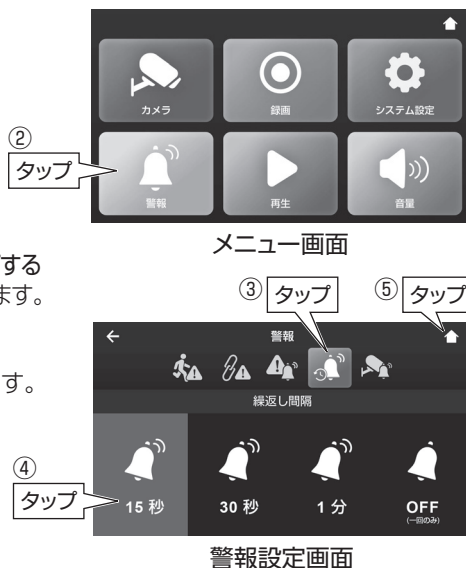 カメラ
録画
システム設定
②
タップ
警報
再生
音量
メニュー画面
する
ます。
す。
③
タップ
⑤
タップ
警報
繰返し間隔
④
タップ
15 秒
30 秒
1 分
OFF
(一回のみ)
警報設定画面